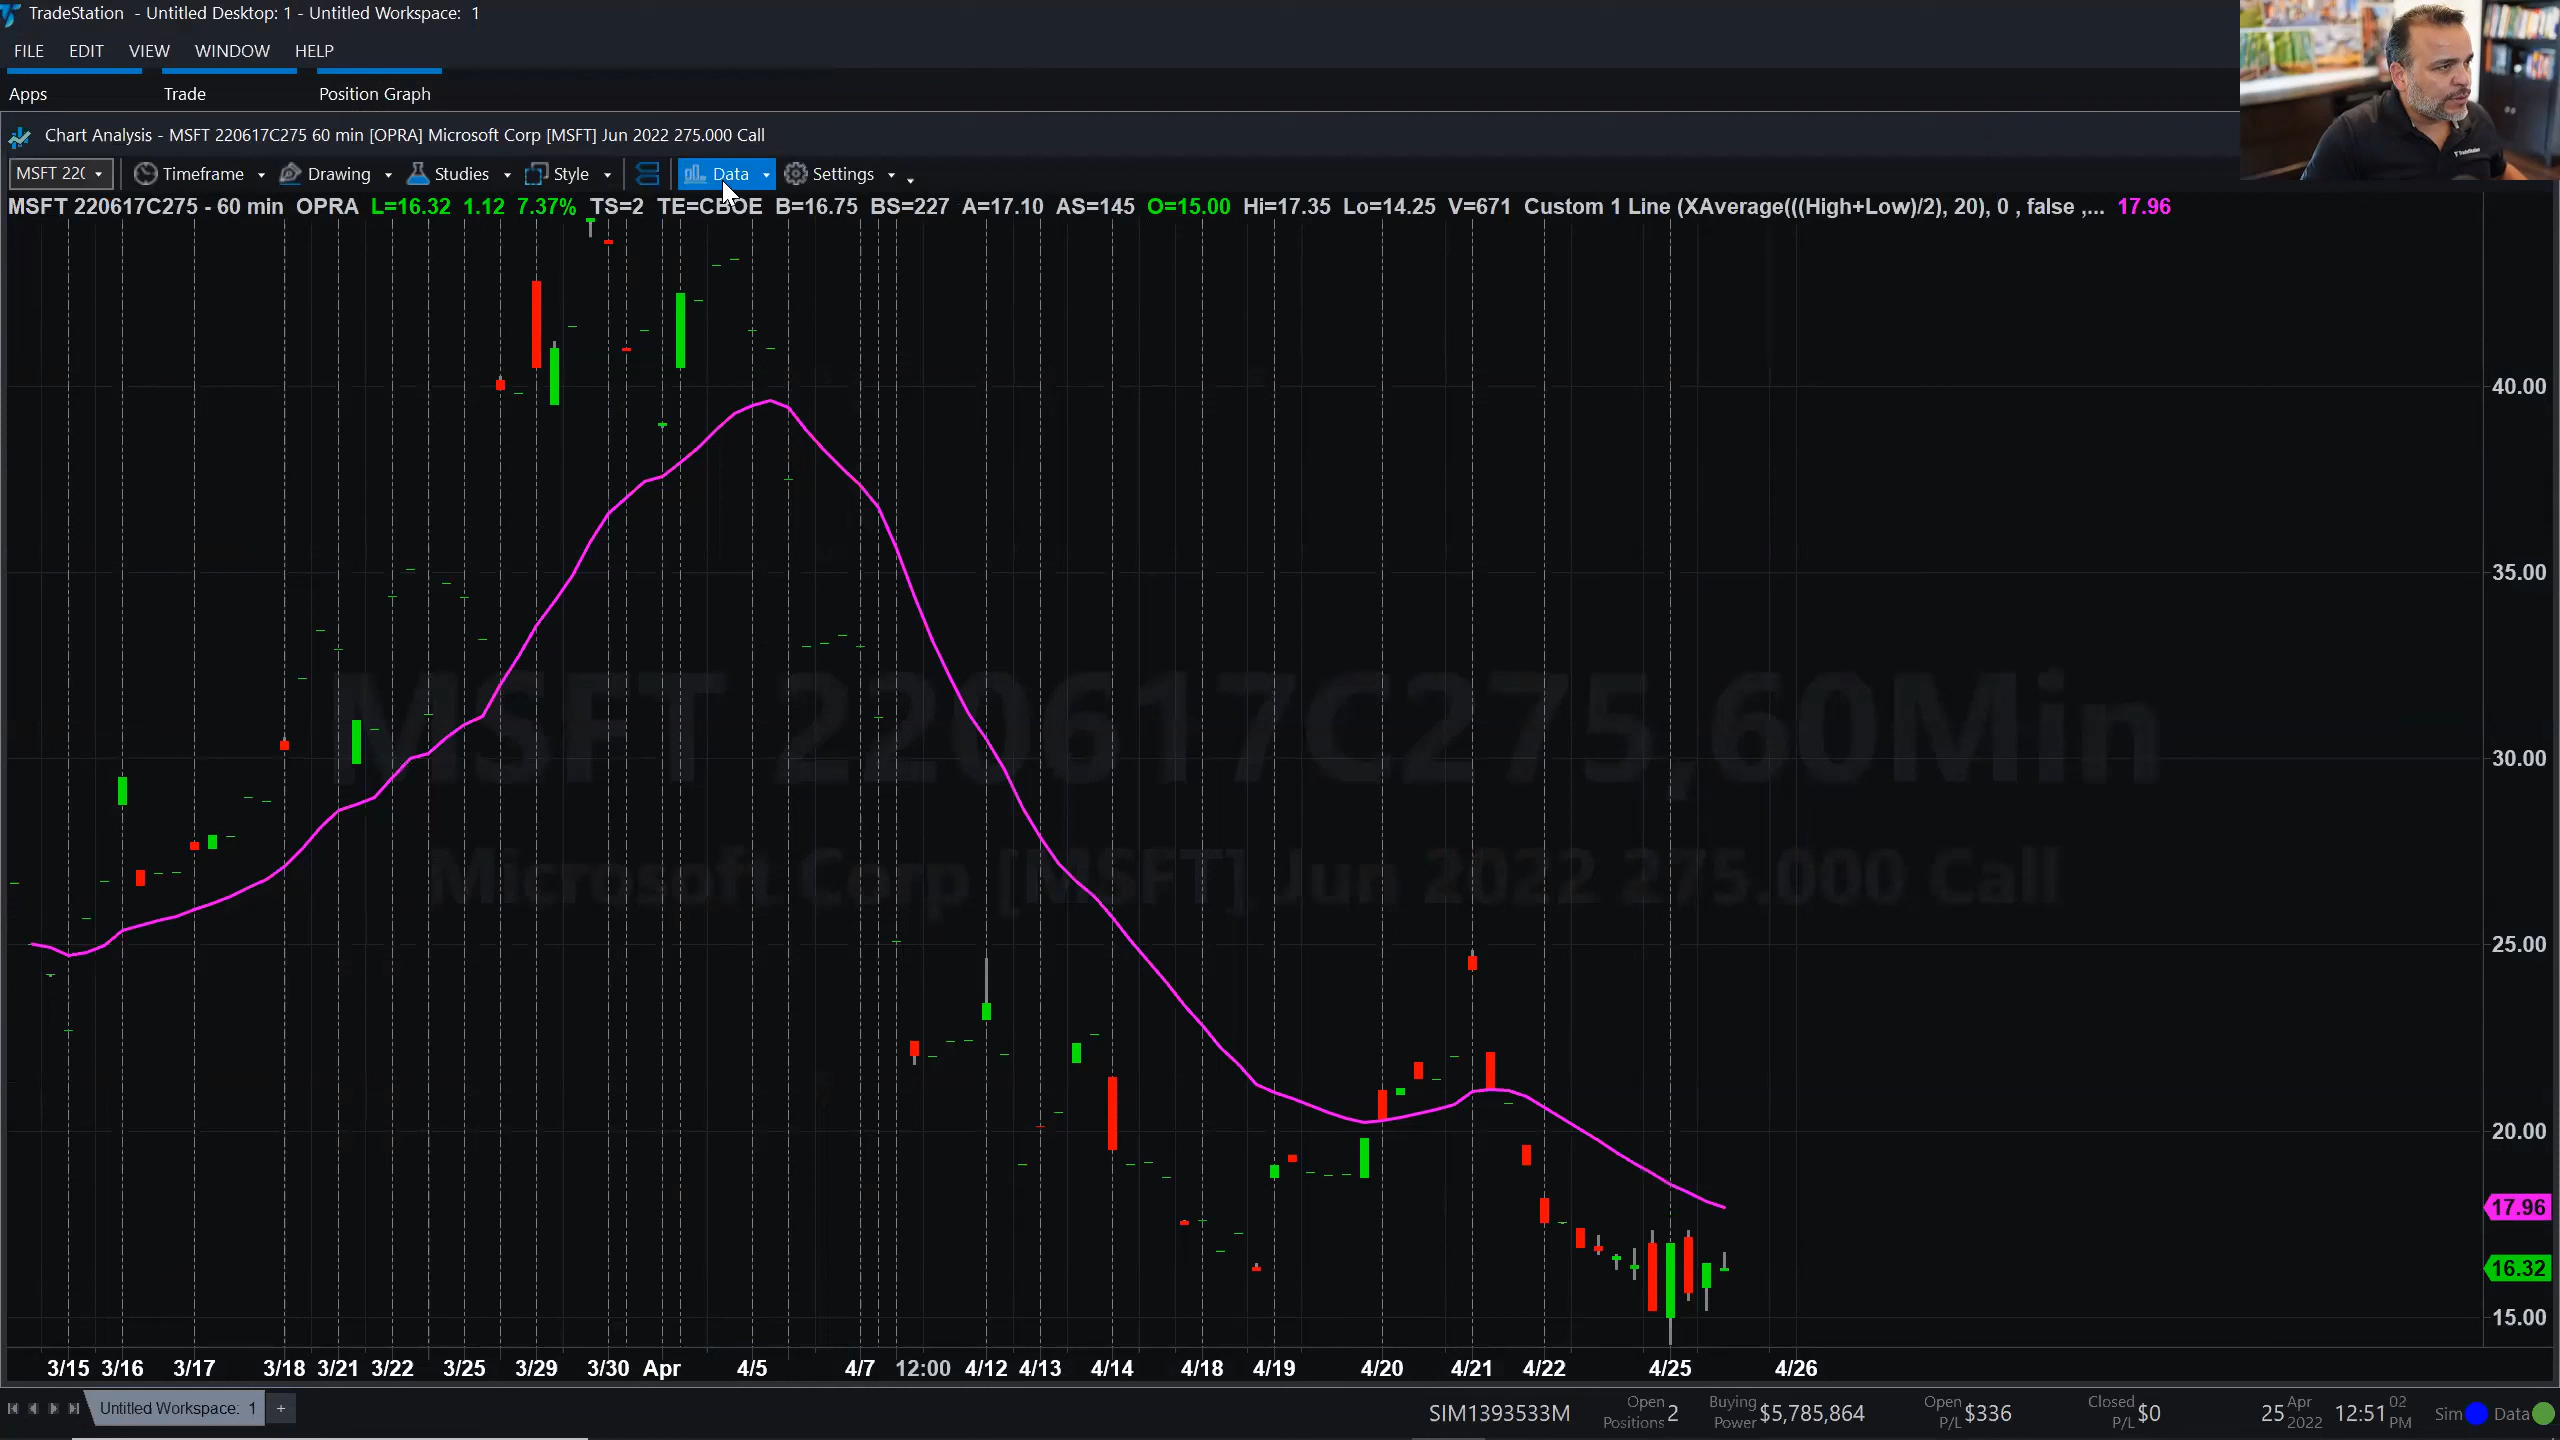 TradeStation - Untitled Desktop: 1 - Untitled Workspace: 1
FILE EDIT VIEW WINDOW HELP
Apps Trade Position Graph
Chart Analysis - MSFT 220617C275 60 min [OPRA] Microsoft Corp [MSFT] Jun 2022 275.000 Call
MSFT 22( Timeframe Drawing Studies Style Data Settings
MSFT 220617C275 - 60 min OPRA L=16.32 1.12 7.37% TS=2 TE=CBOE B=16.75 BS=227 A=17.10 AS=145 O=15.00 Hi=17.35 Lo=14.25 V=671 Custom 1 Line (XAverage(((High+Low)/2), 20), 0 , false ,... 17.96
40.00
35.00
MSFT 220617C275,60Min
30.00
Microsoft Corp [MSFT] Jun 2022 275.000 Call
25.00
20.00
17.96
16.32
15.00
3/15 3/16 3/17 3/18 3/21 3/22 3/25 3/29 3/30 Apr 4/5 4/7 12:00 4/12 4/13 4/14 4/18 4/19 4/20 4/21 4/22 4/25 4/26
Untitled Workspace: 1 +
SIM1393533M Open Positions 2 Buying Power $5,785,864 Open P/L $336 Closed P/L $0 25 Apr 2022 12:51 02 PM Sim Data